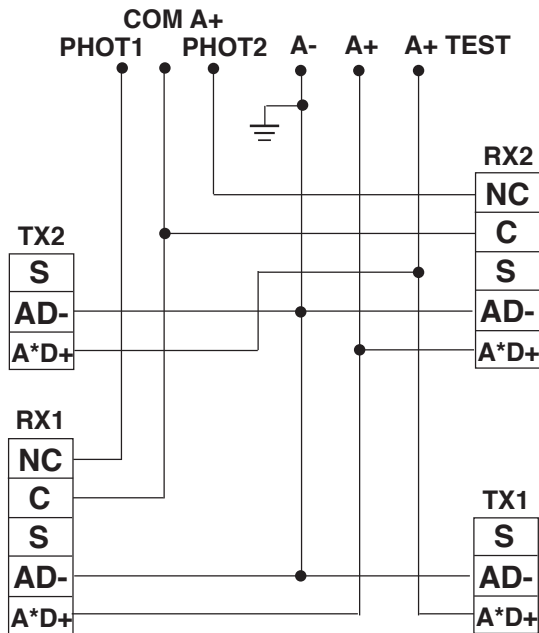 COM A+
PHOT1 PHOT2 A- A+ A+ TEST
RX2
NC
C
S
AD-
A*D+
TX2
S
AD-
A*D+
RX1
NC
C
S
AD-
A*D+
TX1
S
AD-
A*D+